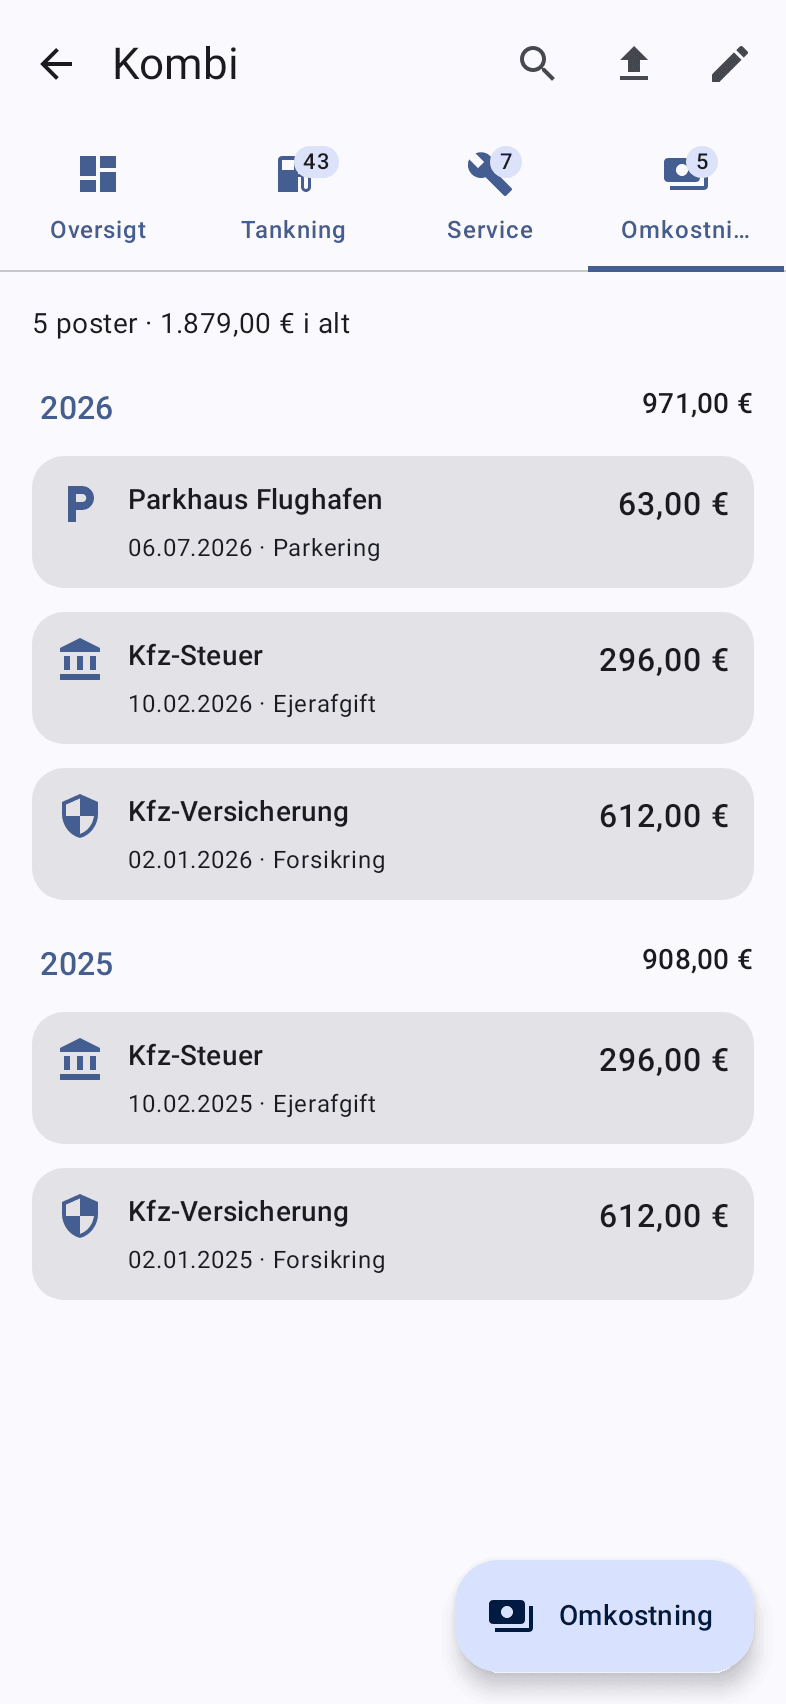 Kombi
43
7
5
Oversigt
Tankning
Service
Omkostni…
5 poster · 1.879,00 € i alt
2026
971,00 €
P
Parkhaus Flughafen
63,00 €
06.07.2026 · Parkering
Kfz-Steuer
296,00 €
10.02.2026 · Ejerafgift
Kfz-Versicherung
612,00 €
02.01.2026 · Forsikring
2025
908,00 €
Kfz-Steuer
296,00 €
10.02.2025 · Ejerafgift
Kfz-Versicherung
612,00 €
02.01.2025 · Forsikring
Omkostning